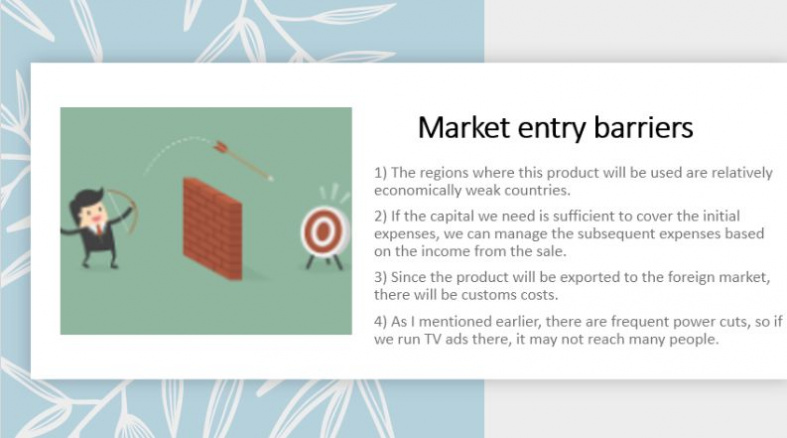 Market entry barriers
1) The regions where this product will be used are relatively
economically weak countries.
2) If the capital we need is sufficient to cover the initial
expenses, we can manage the subsequent expenses based
on the income from the sale.
3) Since the product will be exported to the foreign market,
there will be customs costs.
4) As I mentioned earlier, there are frequent power cuts, so if
we run TV ads there, it may not reach many people.